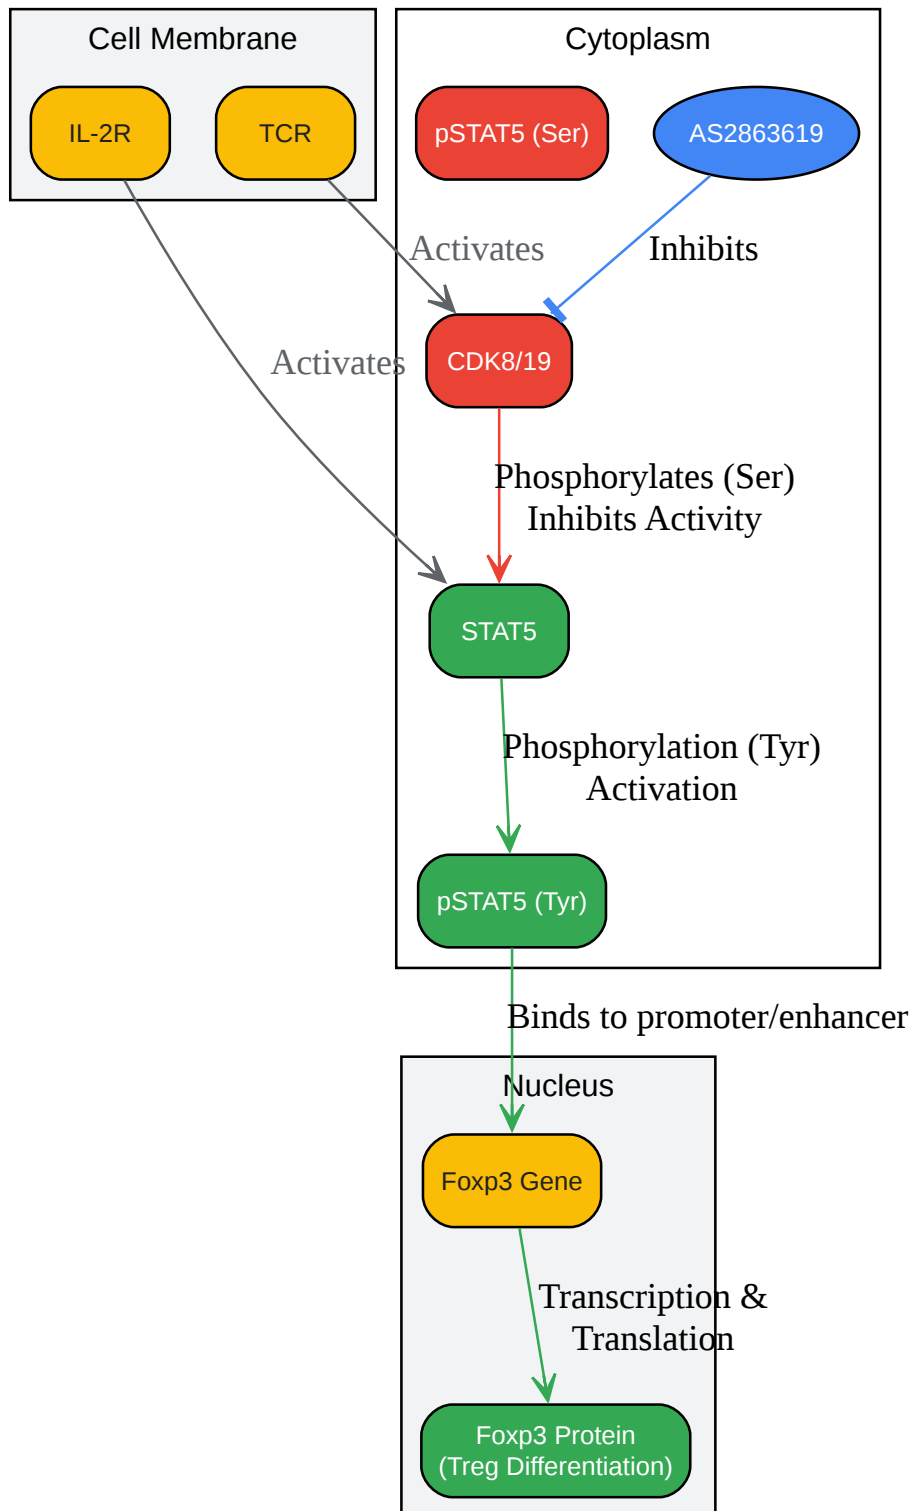 Cell Membrane
Cytoplasm
IL-2R
TCR
pSTAT5 (Ser)
AS2863619
Activates
Inhibits
CDK8/19
Activates
Phosphorylates (Ser)
Inhibits Activity
STAT5
Phosphorylation (Tyr)
Activation
pSTAT5 (Tyr)
Binds to promoter/enhancer
Nucleus
Foxp3 Gene
Transcription &
Translation
Foxp3 Protein
(Treg Differentiation)